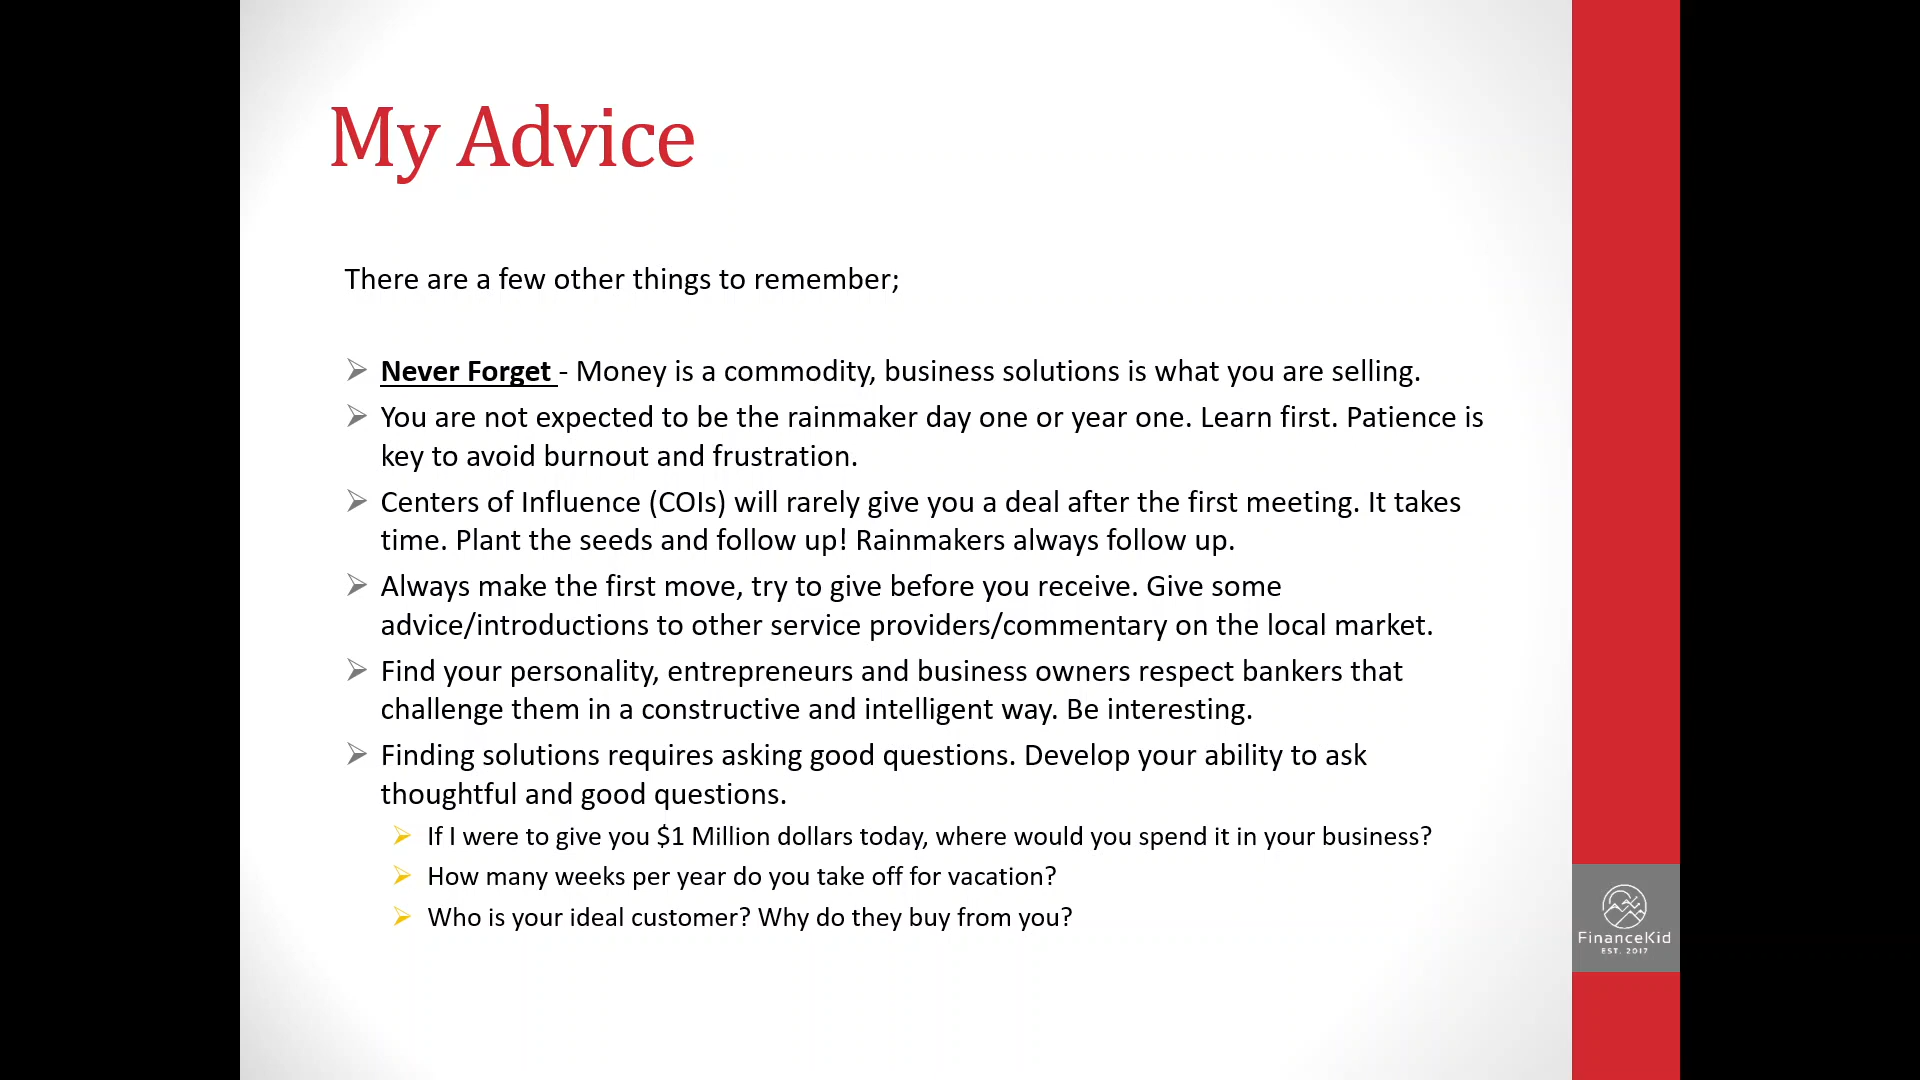 My Advice
There are a few other things to remember;
Never Forget - Money is a commodity, business solutions is what you are selling.
You are not expected to be the rainmaker day one or year one. Learn first. Patience is
key to avoid burnout and frustration.
Centers of Influence (COIs) will rarely give you a deal after the first meeting. It takes
time. Plant the seeds and follow up! Rainmakers always follow up.
Always make the first move, try to give before you receive. Give some
advice/introductions to other service providers/commentary on the local market.
Find your personality, entrepreneurs and business owners respect bankers that
challenge them in a constructive and intelligent way. Be interesting.
Finding solutions requires asking good questions. Develop your ability to ask
thoughtful and good questions.
If I were to give you $1 Million dollars today, where would you spend it in your business?
How many weeks per year do you take off for vacation?
Who is your ideal customer? Why do they buy from you?
FinanceKid
EST. 2017